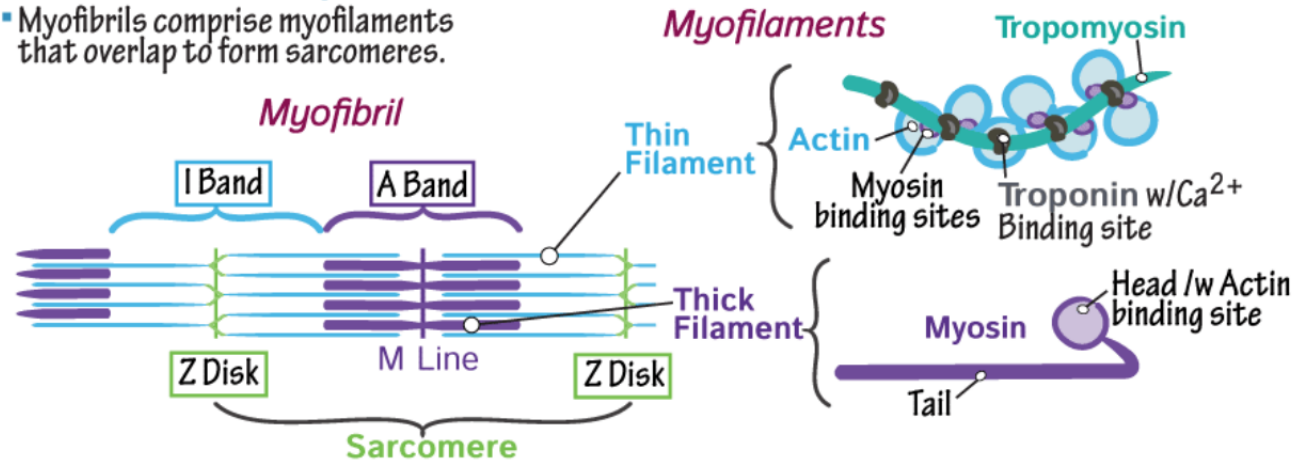 ▪ Myofibrils comprise myofilaments
that overlap to form sarcomeres.
Myofibril
I Band
A Band
M Line
Z Disk
Z Disk
Sarcomere
Myofilaments
Thin
Filament
Actin
Tropomyosin
Myosin
binding sites
Troponin w/Ca2+
Binding site
Thick
Filament
Myosin
Head /w Actin
binding site
Tail